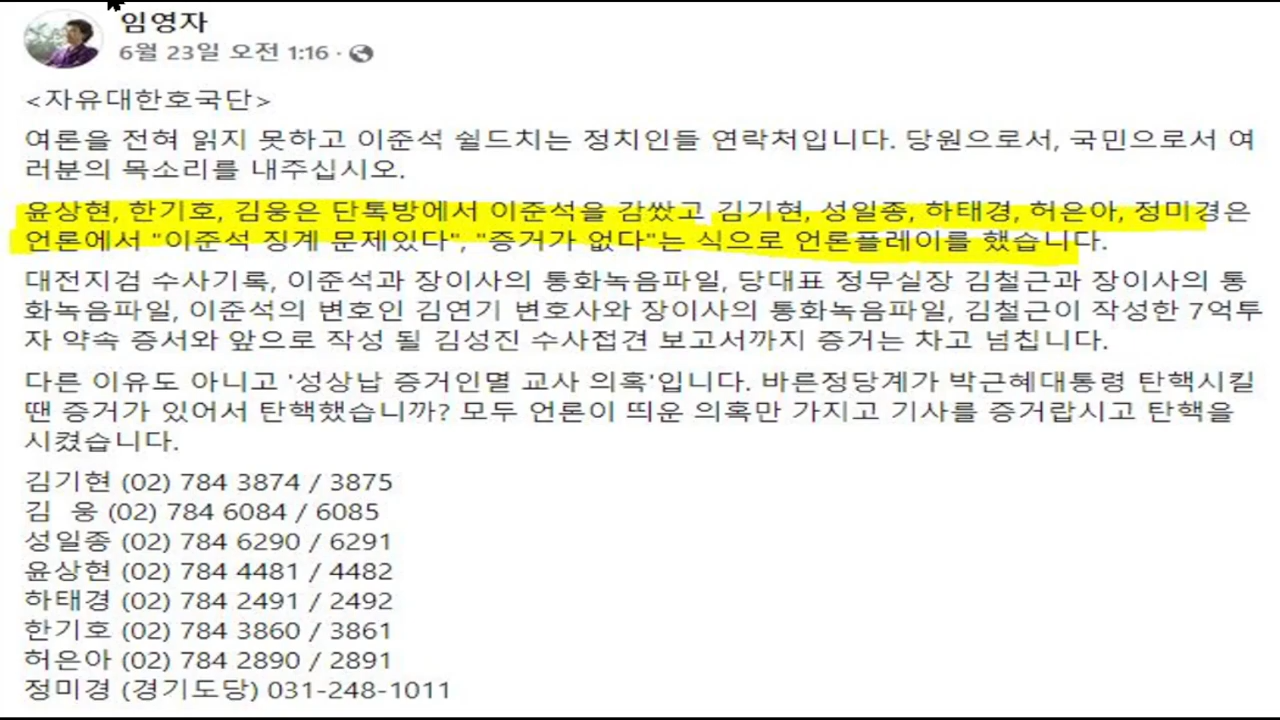 임영자
6월 23일 오전 1:16 ·
<자유대한호국단>
여론을 전혀 읽지 못하고 이준석 쉴드치는 정치인들 연락처입니다. 당원으로서, 국민으로서 여
러분의 목소리를 내주십시오.
윤상현, 한기호, 김웅은 단톡방에서 이준석을 감쌌고 김기현, 성일종, 하태경, 허은아, 정미경은
언론에서 "이준석 징계 문제있다", "증거가 없다"는 식으로 언론플레이를 했습니다.
대전지검 수사기록, 이준석과 장이사의 통화녹음파일, 당대표 정무실장 김철근과 장이사의 통
화녹음파일, 이준석의 변호인 김연기 변호사와 장이사의 통화녹음파일, 김철근이 작성한 7억투
자 약속 증서와 앞으로 작성 될 김성진 수사접견 보고서까지 증거는 차고 넘칩니다.
다른 이유도 아니고 '성상납 증거인멸 교사 의혹'입니다. 바른정당계가 박근혜대통령 탄핵시킬
땐 증거가 있어서 탄핵했습니까? 모두 언론이 띄운 의혹만 가지고 기사를 증거랍시고 탄핵을
시켰습니다.
김기현 (02) 784 3874 / 3875
김 웅 (02) 784 6084 / 6085
성일종 (02) 784 6290 / 6291
윤상현 (02) 784 4481 / 4482
하태경 (02) 784 2491 / 2492
한기호 (02) 784 3860 / 3861
허은아 (02) 784 2890 / 2891
정미경 (경기도당) 031-248-1011